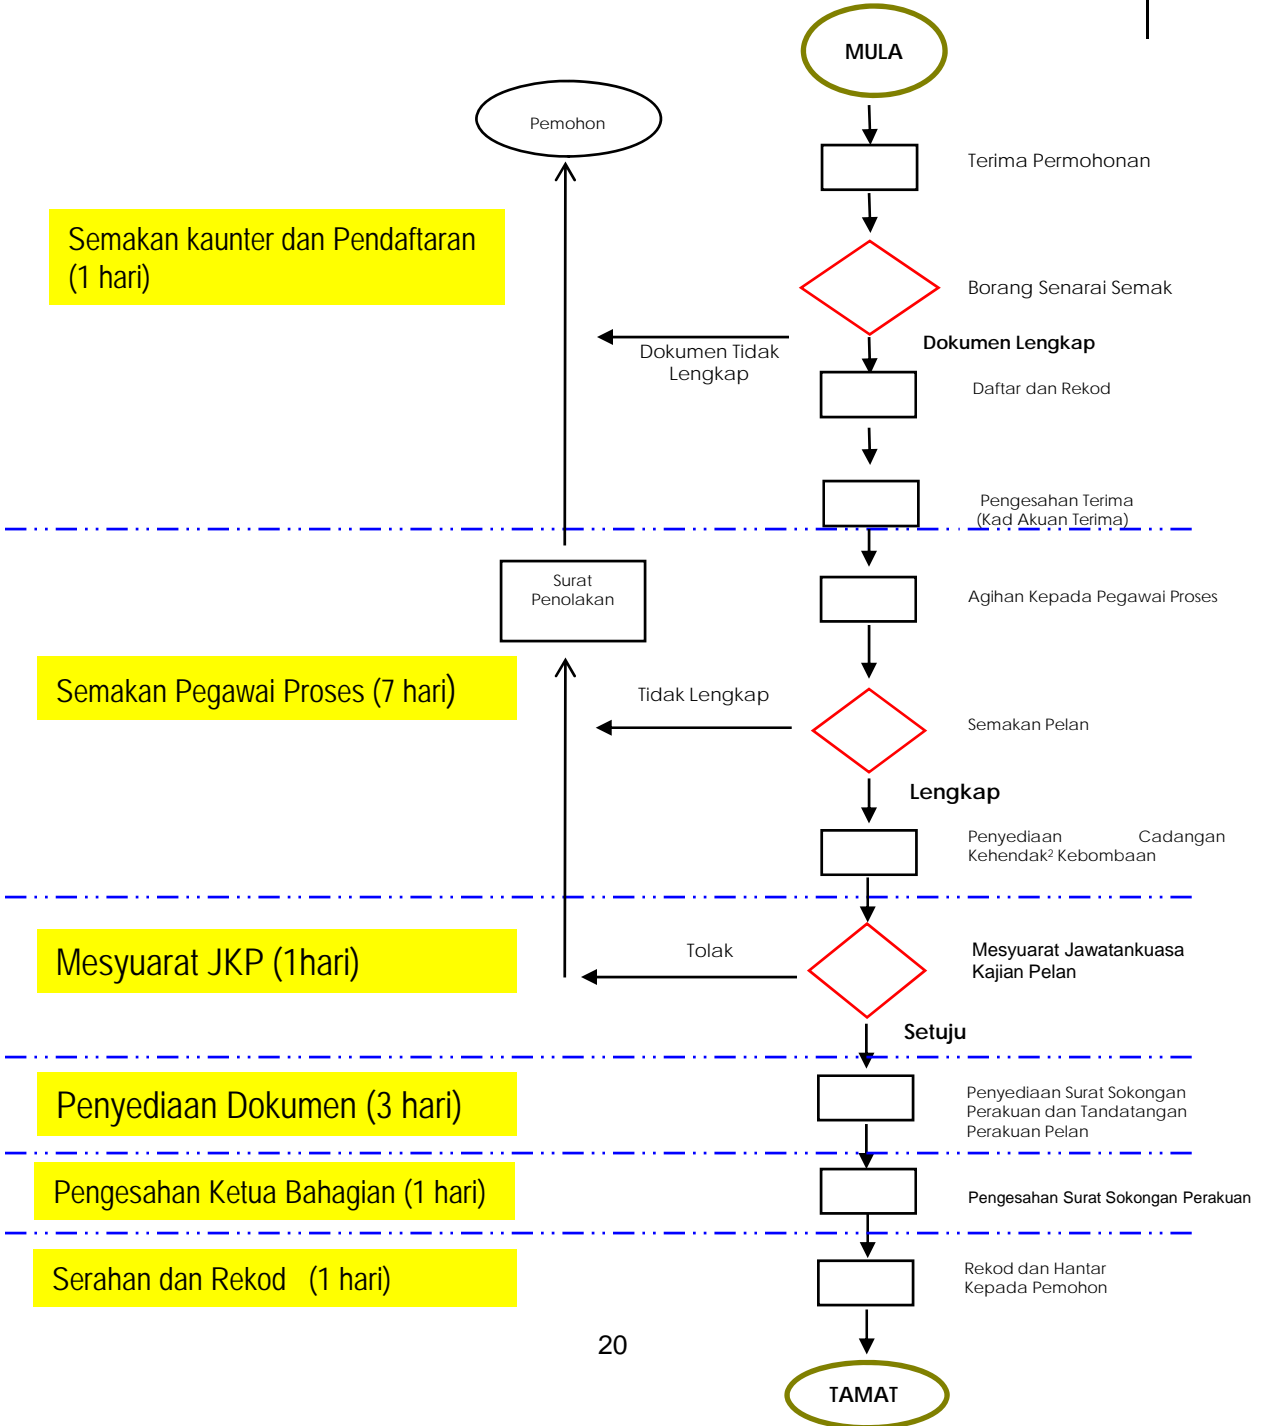 MULA
Pemohon
Terima Permohonan
Semakan kaunter dan Pendaftaran
(1 hari)
Borang Senarai Semak
Dokumen Lengkap
Dokumen Tidak
Lengkap
Daftar dan Rekod
Pengesahan Terima
(Kad Akuan Terima)
Surat
Penolakan
Agihan Kepada Pegawai Proses
Semakan Pegawai Proses (7 hari)
Tidak Lengkap
Semakan Pelan
Lengkap
Penyediaan Cadangan
Kehendak² Kebombaan
Mesyuarat JKP (1hari)
Tolak
Mesyuarat Jawatankuasa
Kajian Pelan
Setuju
Penyediaan Dokumen (3 hari)
Penyediaan Surat Sokongan
Perakuan dan Tandatangan
Perakuan Pelan
Pengesahan Ketua Bahagian (1 hari)
Pengesahan Surat Sokongan Perakuan
Serahan dan Rekod (1 hari)
Rekod dan Hantar
Kepada Pemohon
20
TAMAT